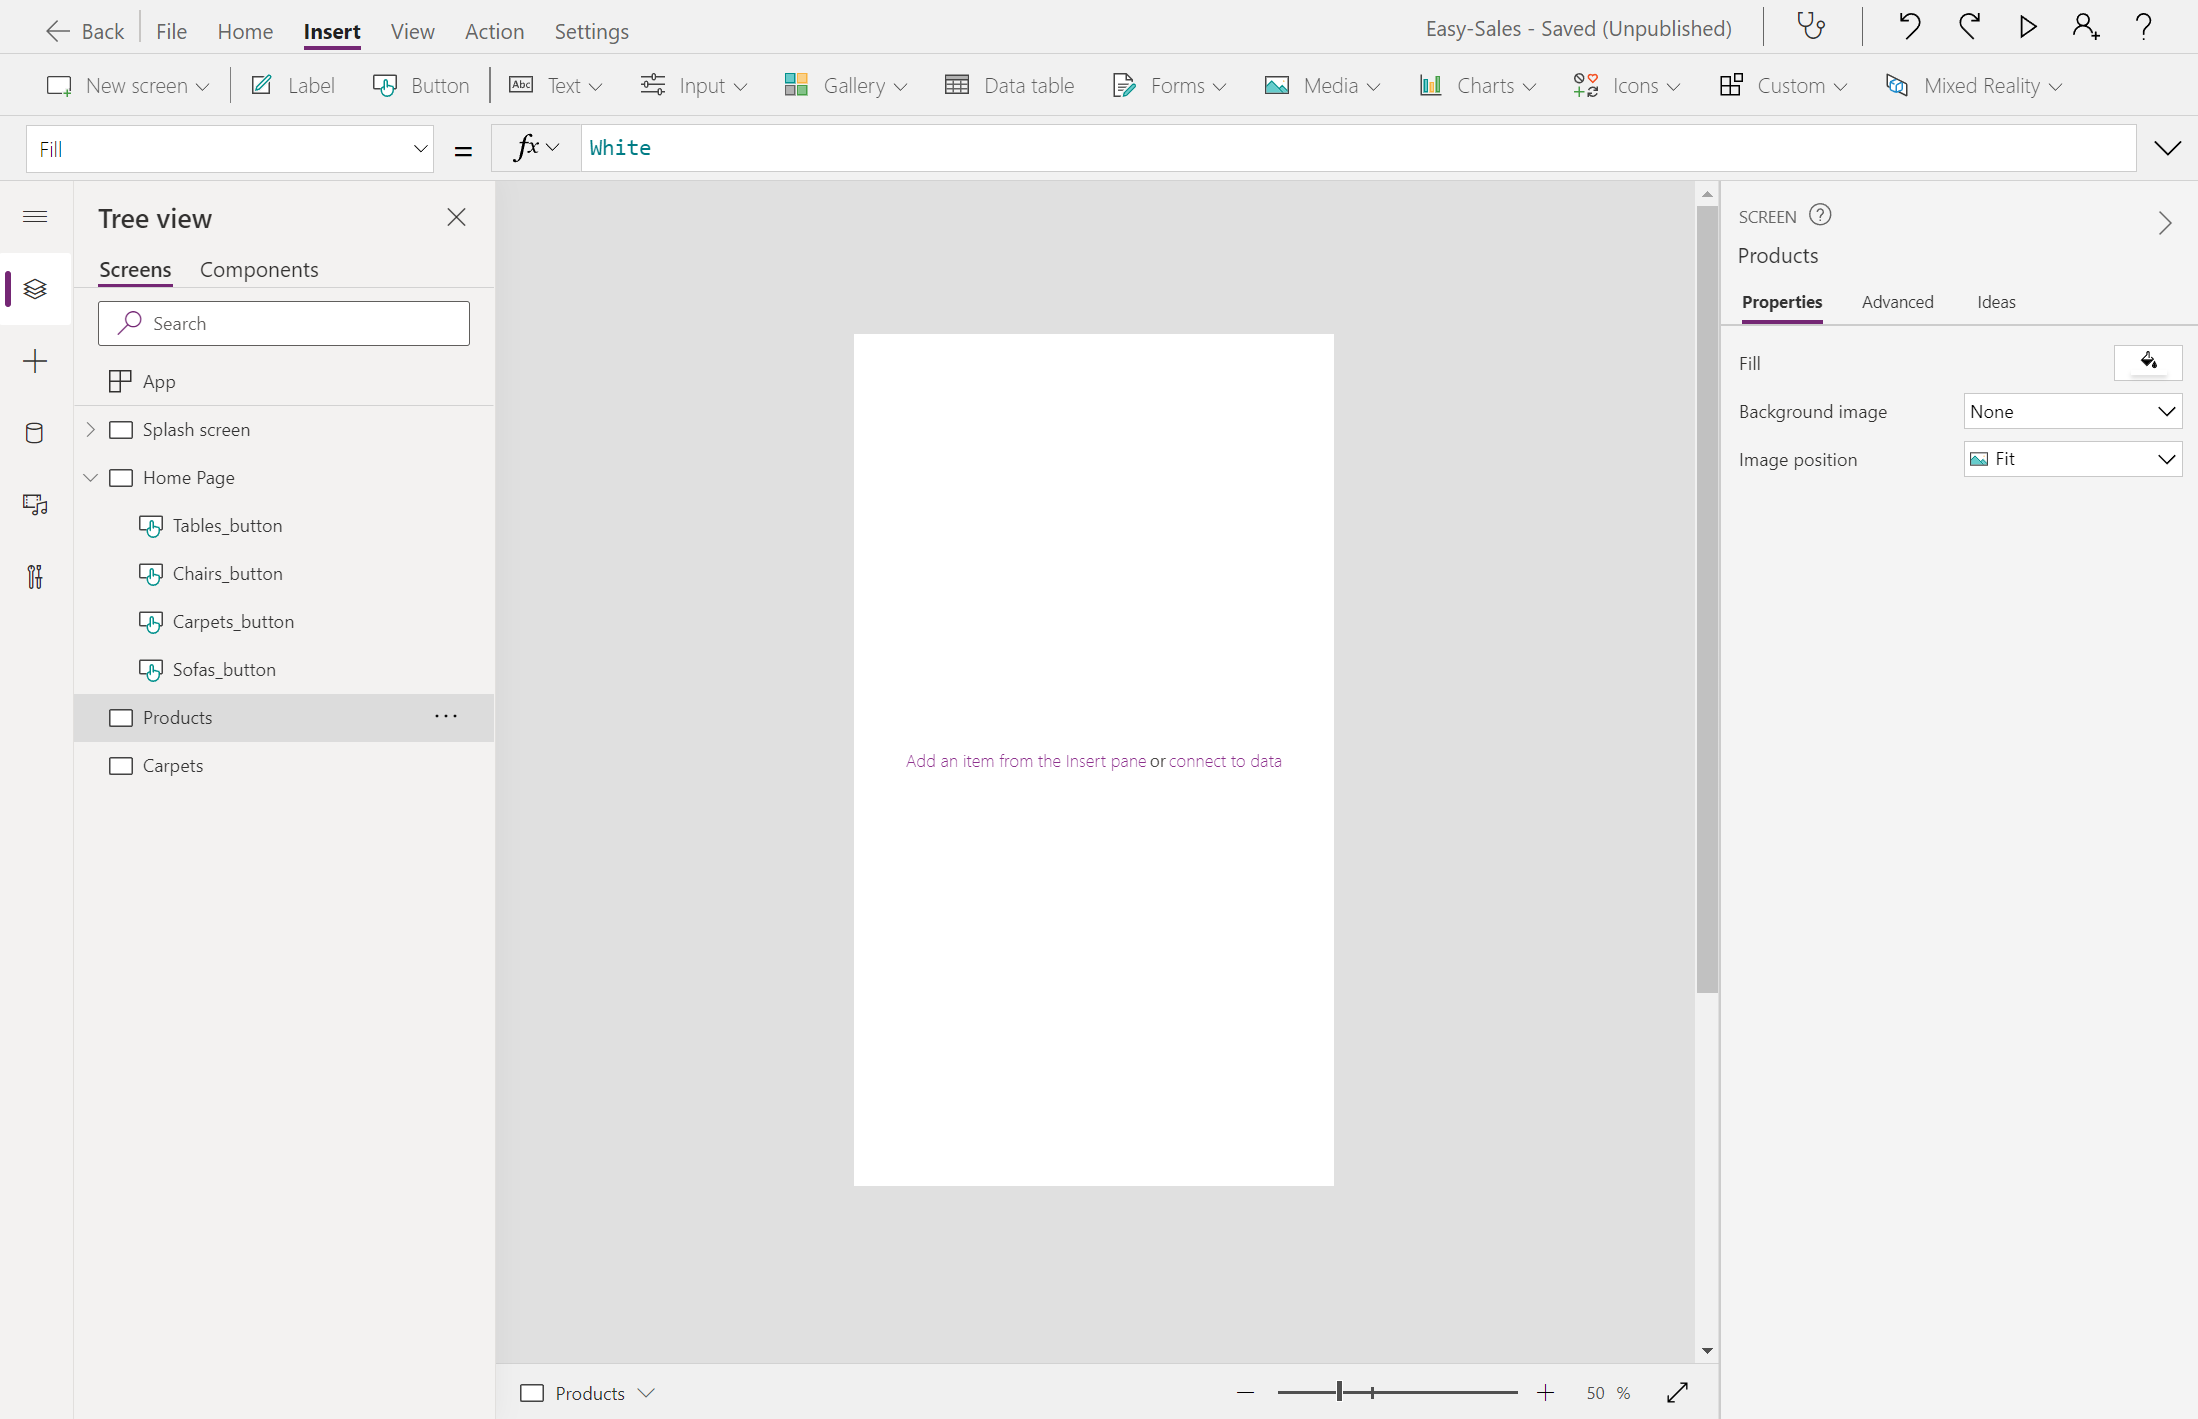 Back File Home Insert View Action Settings Easy-Sales - Saved (Unpublished)
New screen Label Button Abc Text Input Gallery Data table Forms Media Charts Icons Custom Mixed Reality
Fill = fx White
Tree view
Screens Components
Search
App
Splash screen
Home Page
Tables_button
Chairs_button
Carpets_button
Sofas_button
Products ...
Carpets
Add an item from the Insert pane or connect to data
Products 50 %
SCREEN ?
Products
Properties Advanced Ideas
Fill
Background image None
Image position Fit